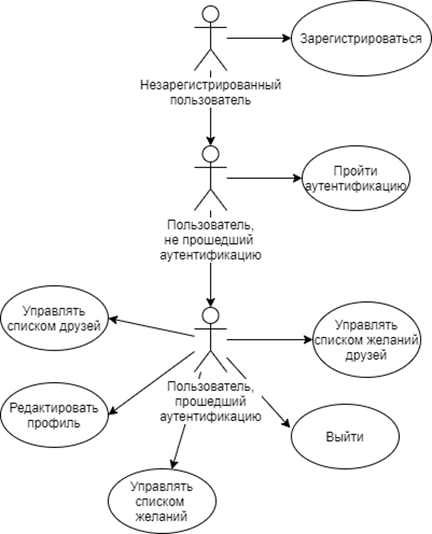 Зарегистрироваться
Незарегистрированный
пользователь
Пройти
аутентификацию
Пользователь,
не прошедший
аутентификацию
Управлять
списком друзей
Управлять
списком желаний
друзей
Пользователь,
прошедший
аутентификацию
Редактировать
профиль
Выйти
Управлять
списком
желаний